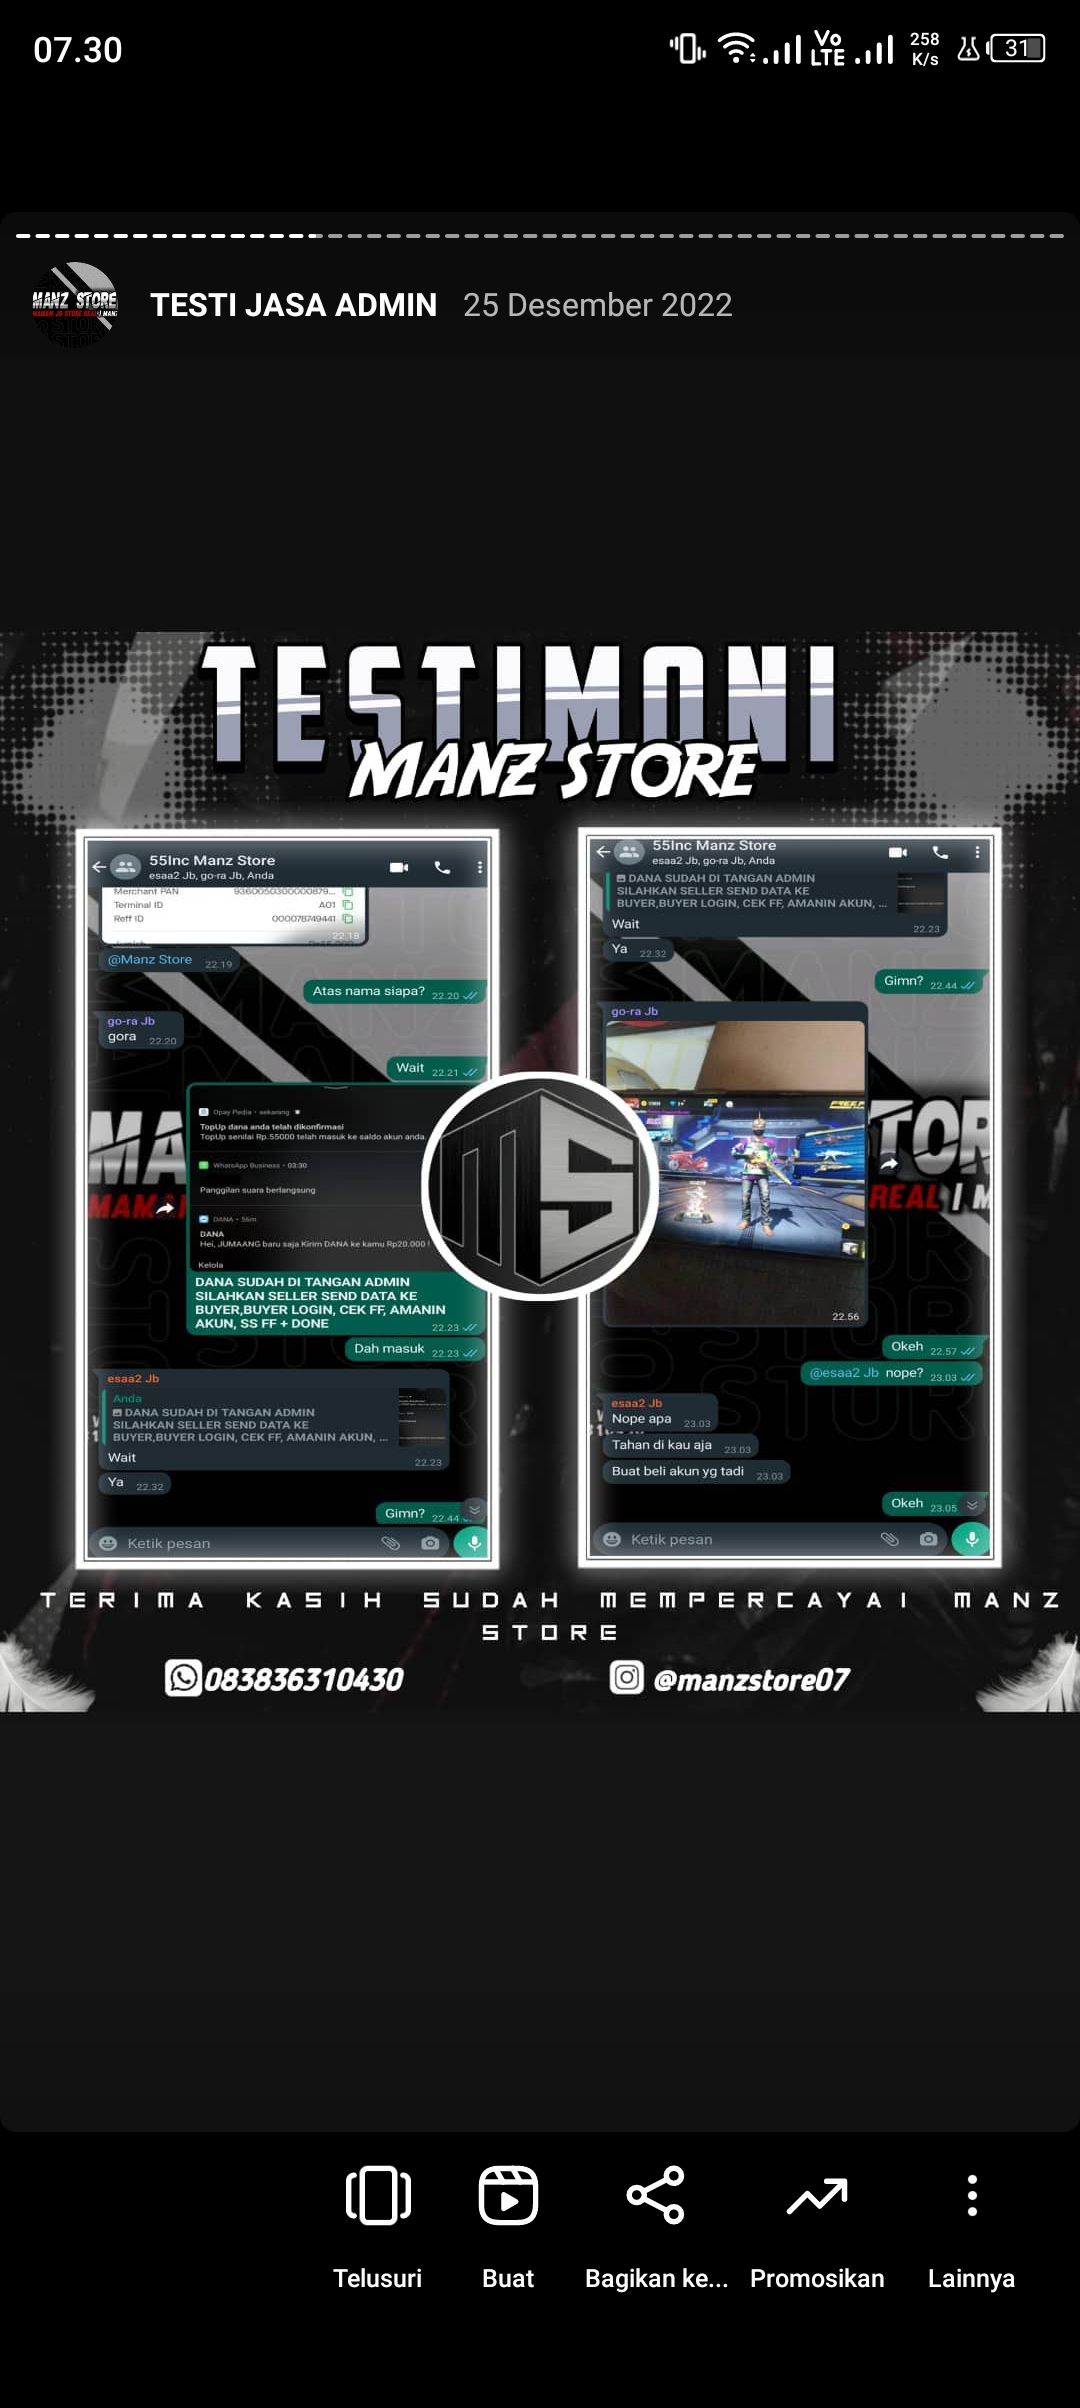 07.30
Vo
LTE
258
K/s
31
TESTI JASA ADMIN 25 Desember 2022
TESTIMONI
MANZ STORE
55Inc Manz Store
esaa2 Jb, go-ra Jb, Anda
Merchant PAN 9360050300000879...
Terminal ID A01
Reff ID 000078749441
22.18
@Manz Store 22.19
Atas nama siapa? 22.20
go-ra Jb
gora 22.20
Wait 22.21
Opay Pedia • sekarang
TopUp dana anda telah dikonfirmasi
TopUp senilai Rp.55000 telah masuk ke saldo akun anda.
WhatsApp Business • 03:30
Panggilan suara berlangsung
DANA • 56m
DANA
Hei, JUMAANG baru saja Kirim DANA ke kamu Rp20.000 !
Kelola
DANA SUDAH DI TANGAN ADMIN
SILAHKAN SELLER SEND DATA KE
BUYER,BUYER LOGIN, CEK FF, AMANIN
AKUN, SS FF + DONE 22.23
Dah masuk 22.23
esaa2 Jb
Anda
DANA SUDAH DI TANGAN ADMIN
SILAHKAN SELLER SEND DATA KE
BUYER,BUYER LOGIN, CEK FF, AMANIN AKUN, ...
Wait 22.23
Ya 22.32
Gimn? 22.44
Ketik pesan
MS
55Inc Manz Store
esaa2 Jb, go-ra Jb, Anda
DANA SUDAH DI TANGAN ADMIN
SILAHKAN SELLER SEND DATA KE
BUYER,BUYER LOGIN, CEK FF, AMANIN AKUN, ...
Wait 22.23
Ya 22.32
Gimn? 22.44
go-ra Jb
22.56
REAL
Okeh 22.57
@esaa2 Jb nope? 23.03
esaa2 Jb
Nope apa 23.03
Tahan di kau aja 23.03
Buat beli akun yg tadi 23.03
Okeh 23.05
Ketik pesan
TERIMA KASIH SUDAH MEMPERCAYAI MANZ
STORE
083836310430 @manzstore07
Telusuri Buat Bagikan ke... Promosikan Lainnya